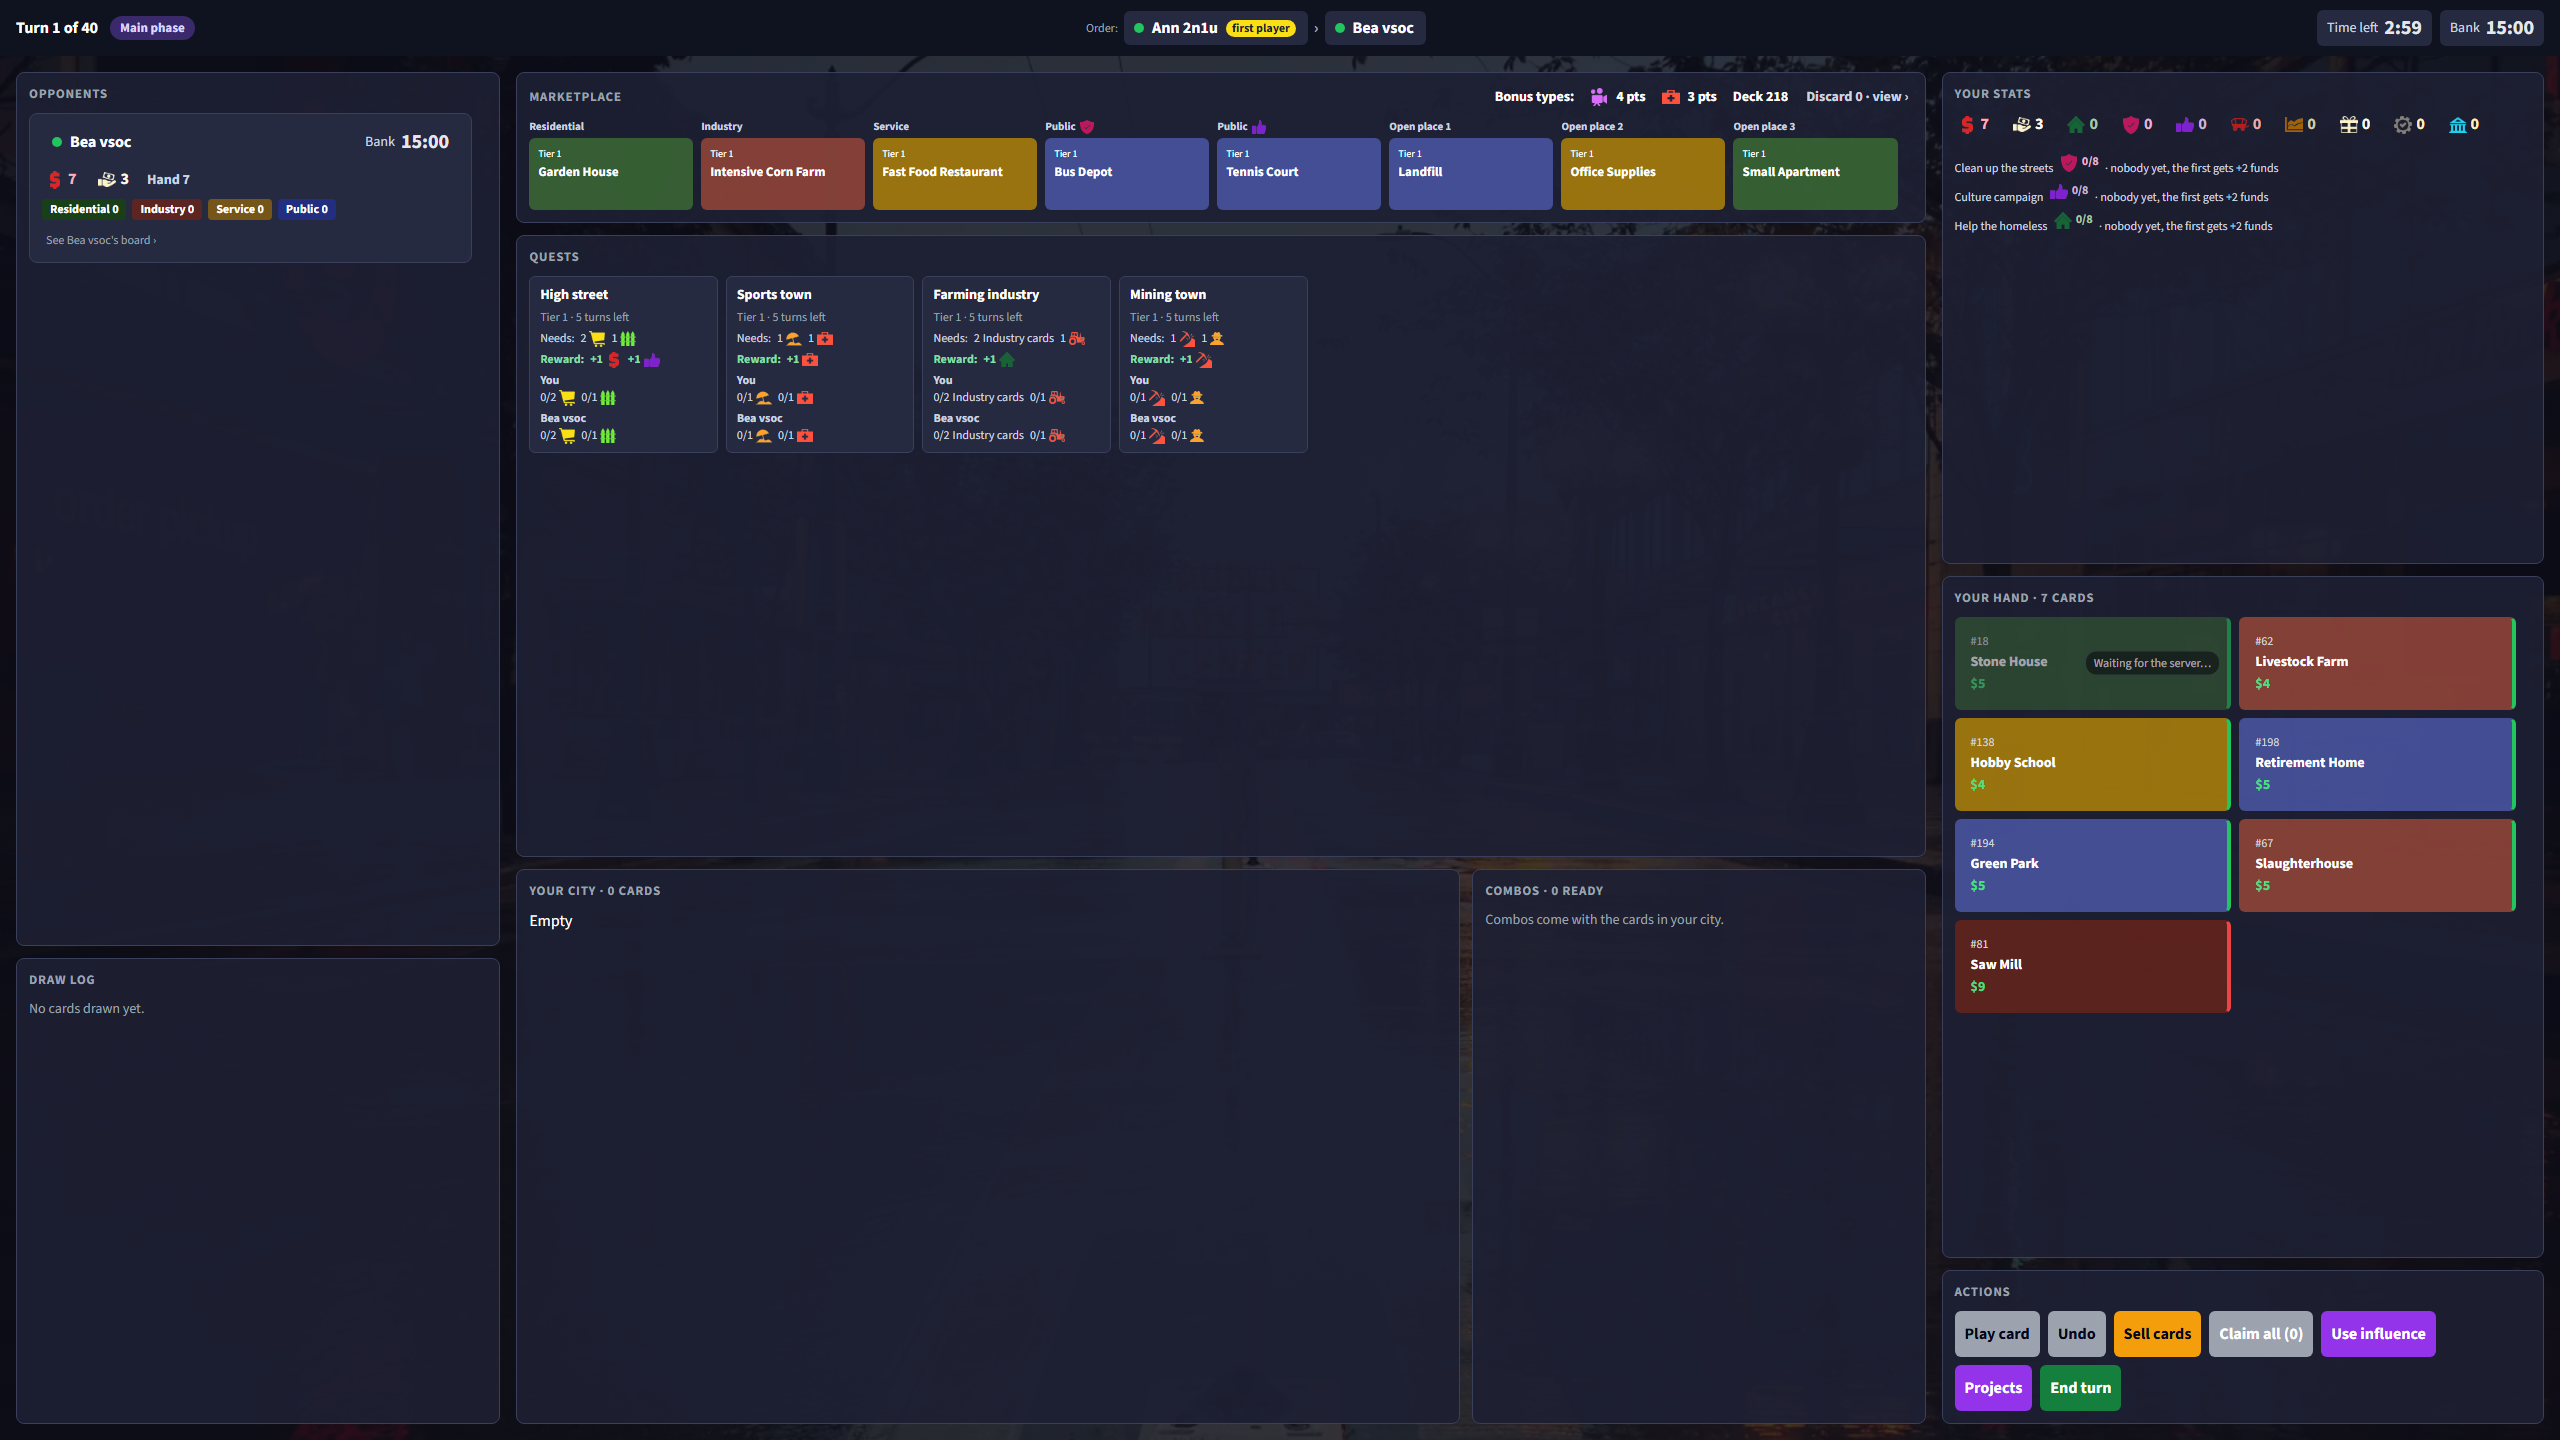 Turn 1 of 40 Main phase
Order: Ann 2n1u first player › Bea vsoc
Time left 2:59 Bank 15:00
OPPONENTS
Bea vsoc Bank 15:00
7 3 Hand 7
Residential 0 Industry 0 Service 0 Public 0
See Bea vsoc's board ›
DRAW LOG
No cards drawn yet.
MARKETPLACE
Bonus types: 4 pts 3 pts Deck 218 Discard 0 · view ›
Residential
Tier 1
Garden House
Industry
Tier 1
Intensive Corn Farm
Service
Tier 1
Fast Food Restaurant
Public
Tier 1
Bus Depot
Public
Tier 1
Tennis Court
Open place 1
Tier 1
Landfill
Open place 2
Tier 1
Office Supplies
Open place 3
Tier 1
Small Apartment
QUESTS
High street
Tier 1 · 5 turns left
Needs: 2 1
Reward: +1 +1
You
0/2 0/1
Bea vsoc
0/2 0/1
Sports town
Tier 1 · 5 turns left
Needs: 1 1
Reward: +1
You
0/1 0/1
Bea vsoc
0/1 0/1
Farming industry
Tier 1 · 5 turns left
Needs: 2 Industry cards 1
Reward: +1
You
0/2 Industry cards 0/1
Bea vsoc
0/2 Industry cards 0/1
Mining town
Tier 1 · 5 turns left
Needs: 1 1
Reward: +1
You
0/1 0/1
Bea vsoc
0/1 0/1
YOUR CITY · 0 CARDS
Empty
COMBOS · 0 READY
Combos come with the cards in your city.
YOUR STATS
7 3 0 0 0 0 0 0 0 0
Clean up the streets 0/8 · nobody yet, the first gets +2 funds
Culture campaign 0/8 · nobody yet, the first gets +2 funds
Help the homeless 0/8 · nobody yet, the first gets +2 funds
YOUR HAND · 7 CARDS
#18
Stone House
$5
Waiting for the server...
#62
Livestock Farm
$4
#138
Hobby School
$4
#198
Retirement Home
$5
#194
Green Park
$5
#67
Slaughterhouse
$5
#81
Saw Mill
$9
ACTIONS
Play card Undo Sell cards Claim all (0) Use influence
Projects End turn